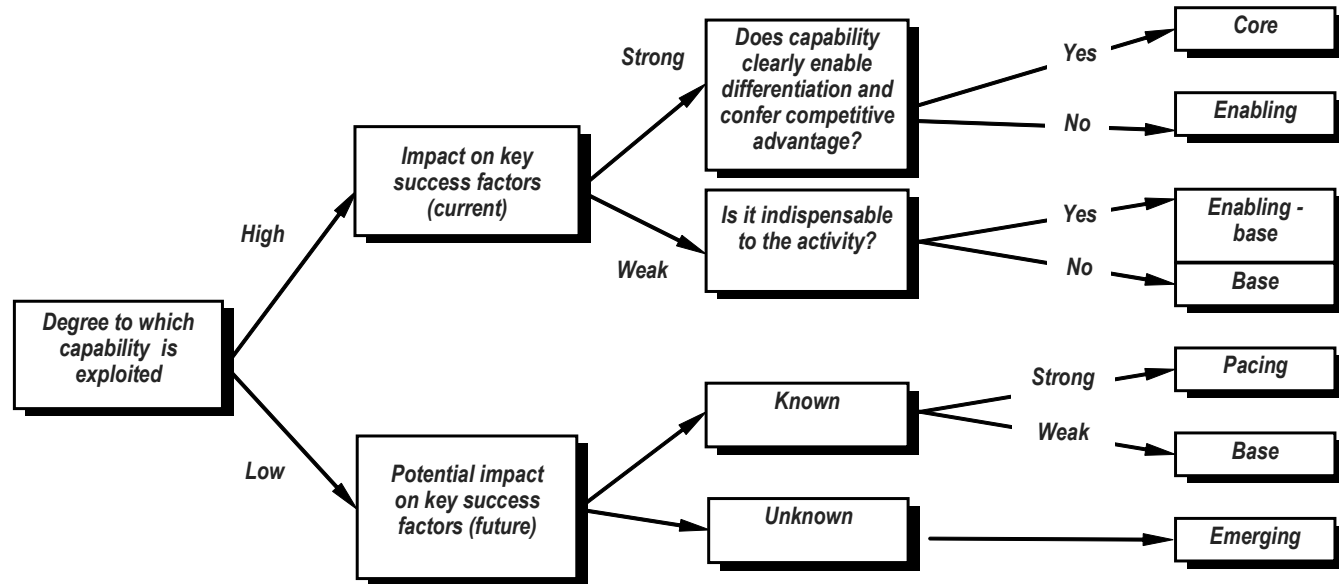 Degree to which
capability is
exploited
High
Low
Impact on key
success factors
(current)
Potential impact
on key success
factors (future)
Strong
Weak
Does capability
clearly enable
differentiation and
confer competitive
advantage?
Is it indispensable
to the activity?
Known
Unknown
Yes
No
Yes
No
Strong
Weak
Core
Enabling
Enabling -
base
Base
Pacing
Base
Emerging